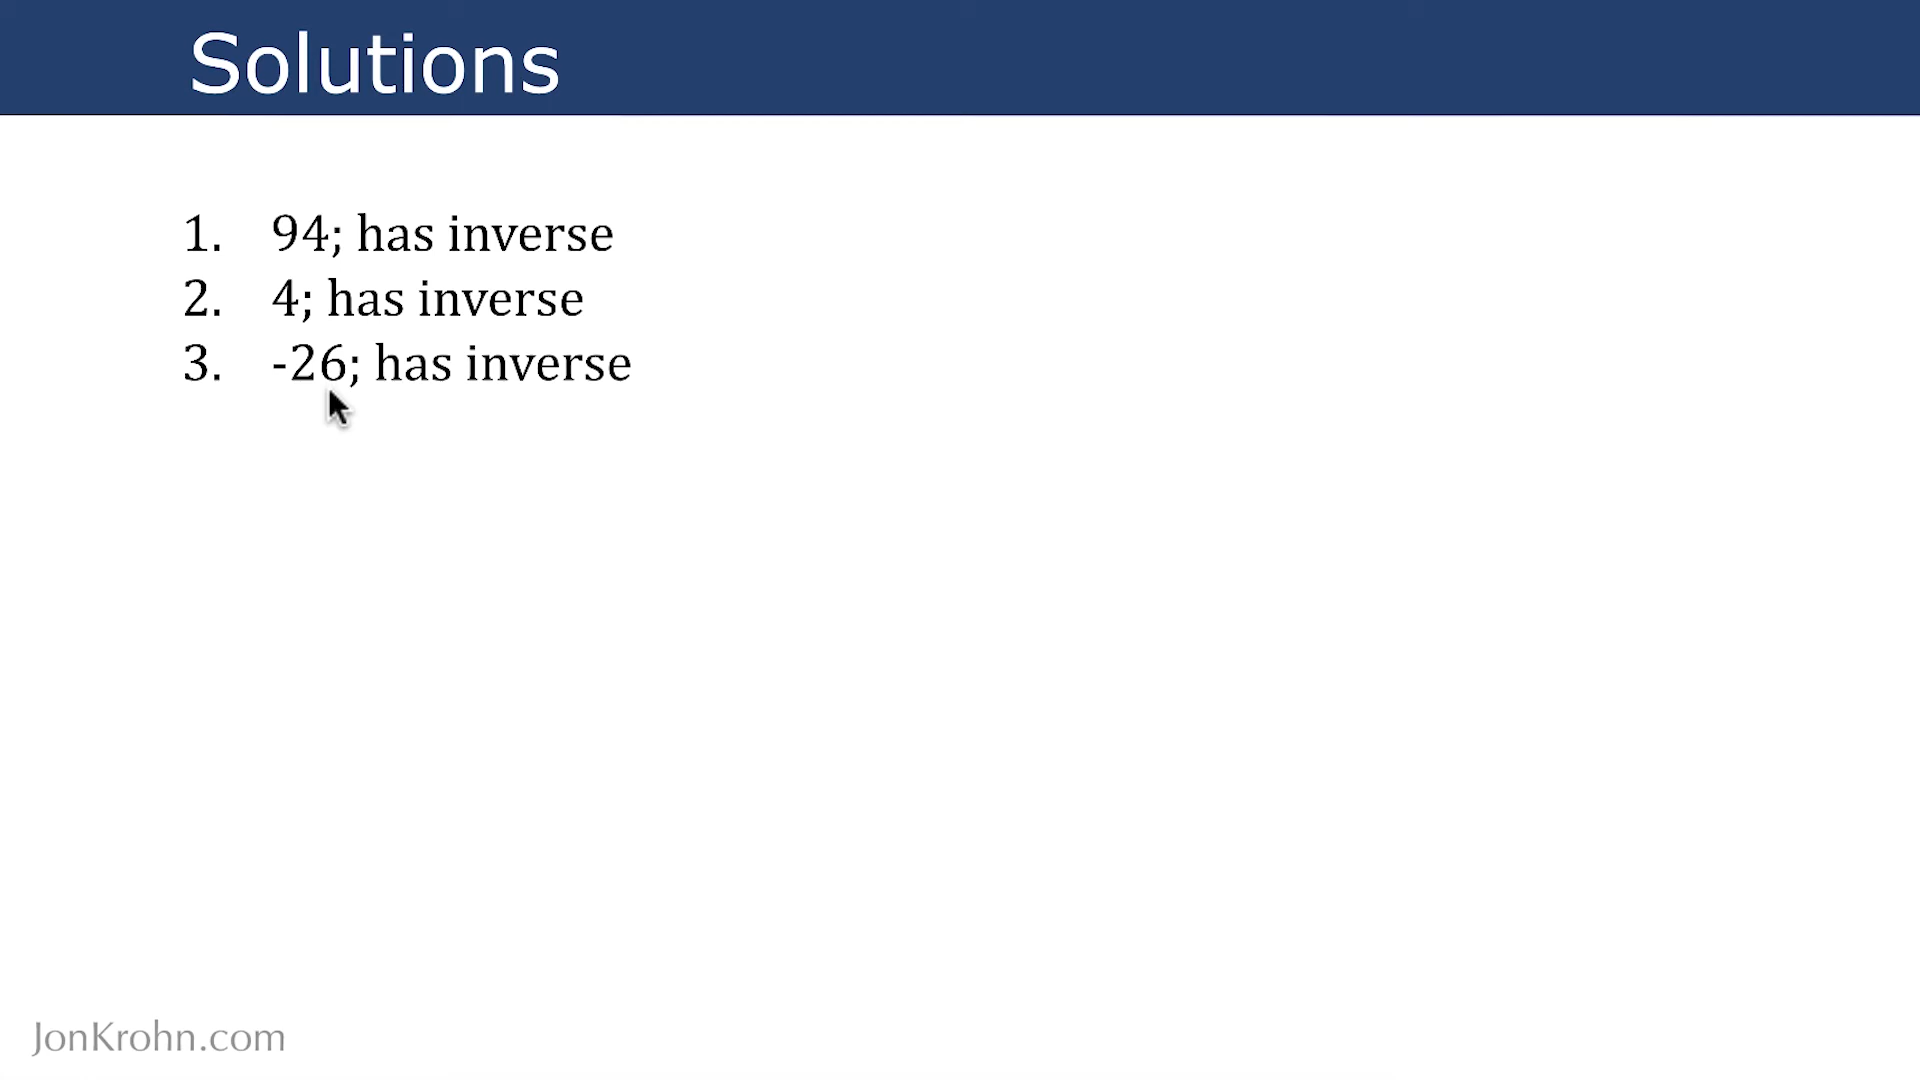 Solutions
1. 94; has inverse
2. 4; has inverse
3. -26; has inverse
JonKrohn.com